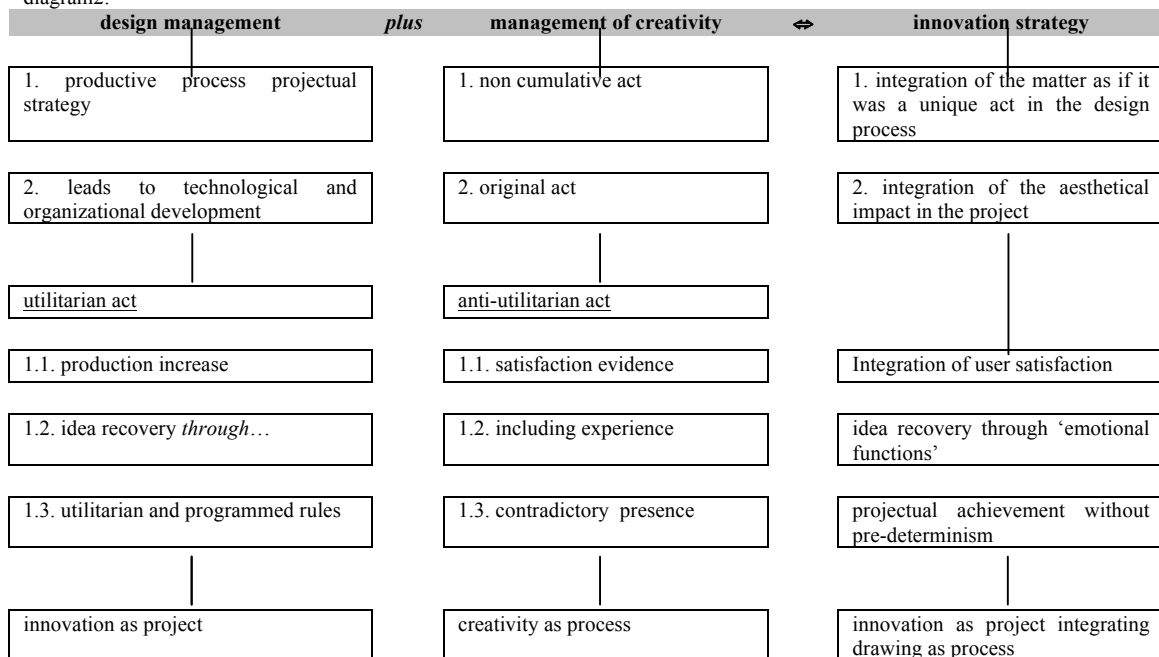 diagram2.
design management plus management of creativity ⇔ innovation strategy
1. productive process projectual
strategy
1. non cumulative act
1. integration of the matter as if it
was a unique act in the design
process
2. leads to technological and
organizational development
2. original act
2. integration of the aesthetical
impact in the project
utilitarian act
anti-utilitarian act
1.1. production increase
1.1. satisfaction evidence
Integration of user satisfaction
1.2. idea recovery through…
1.2. including experience
idea recovery through ‘emotional
functions’
1.3. utilitarian and programmed rules
1.3. contradictory presence
projectual achievement without
pre-determinism
innovation as project
creativity as process
innovation as project integrating
drawing as process